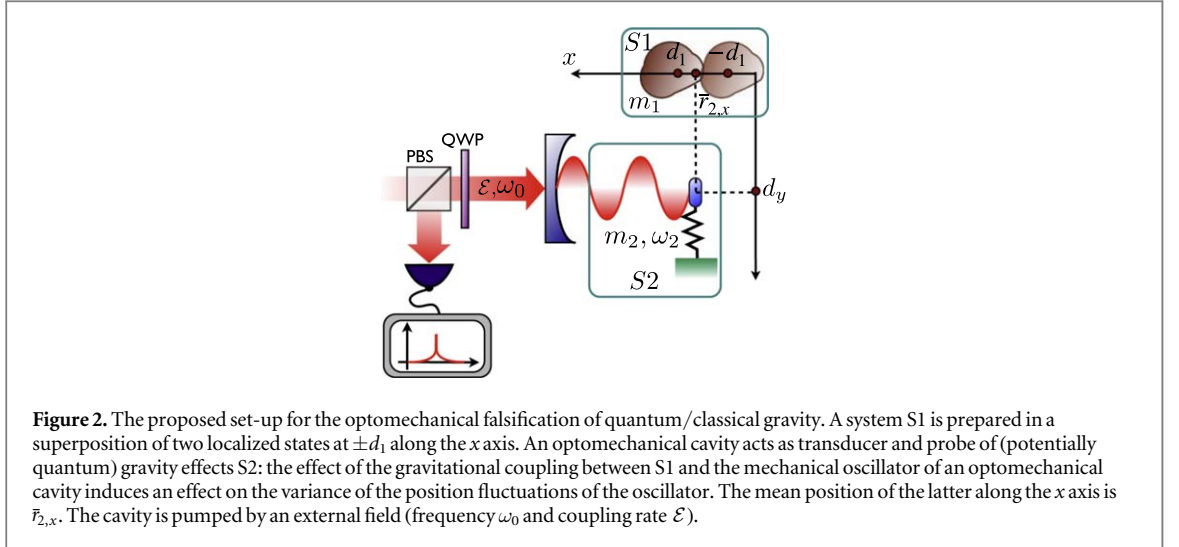 S1
d₁
−d₁
x
m₁
r̄₂,ₓ
QWP
PBS
ℰ,ω₀
d_y
m₂, ω₂
S2
Figure 2. The proposed set-up for the optomechanical falsification of quantum/classical gravity. A system S1 is prepared in a
superposition of two localized states at ±d₁ along the x axis. An optomechanical cavity acts as transducer and probe of (potentially
quantum) gravity effects S2: the effect of the gravitational coupling between S1 and the mechanical oscillator of an optomechanical
cavity induces an effect on the variance of the position fluctuations of the oscillator. The mean position of the latter along the x axis is
r̄₂,ₓ. The cavity is pumped by an external field (frequency ω₀ and coupling rate ℰ).